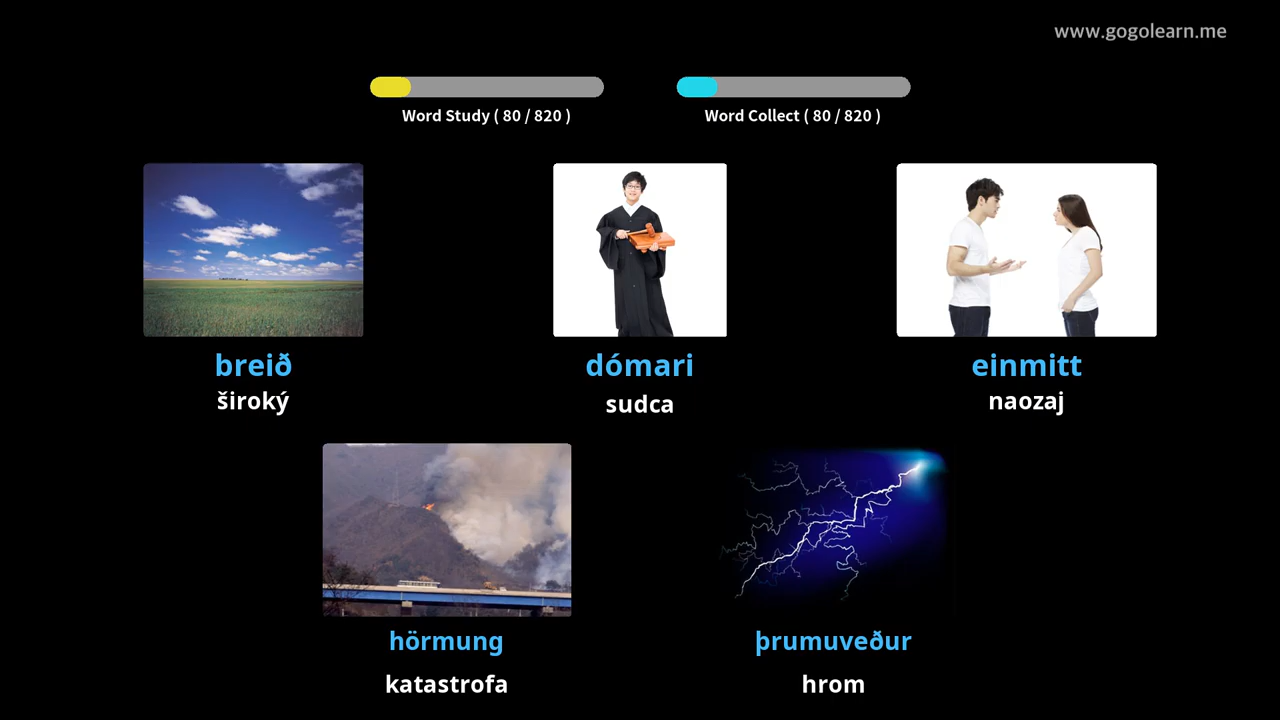 www.gogolearn.me
Word Study ( 80 / 820 )
Word Collect ( 80 / 820 )
breið
dómari
einmitt
široký
sudca
naozaj
hörmung
þrumuveður
katastrofa
hrom